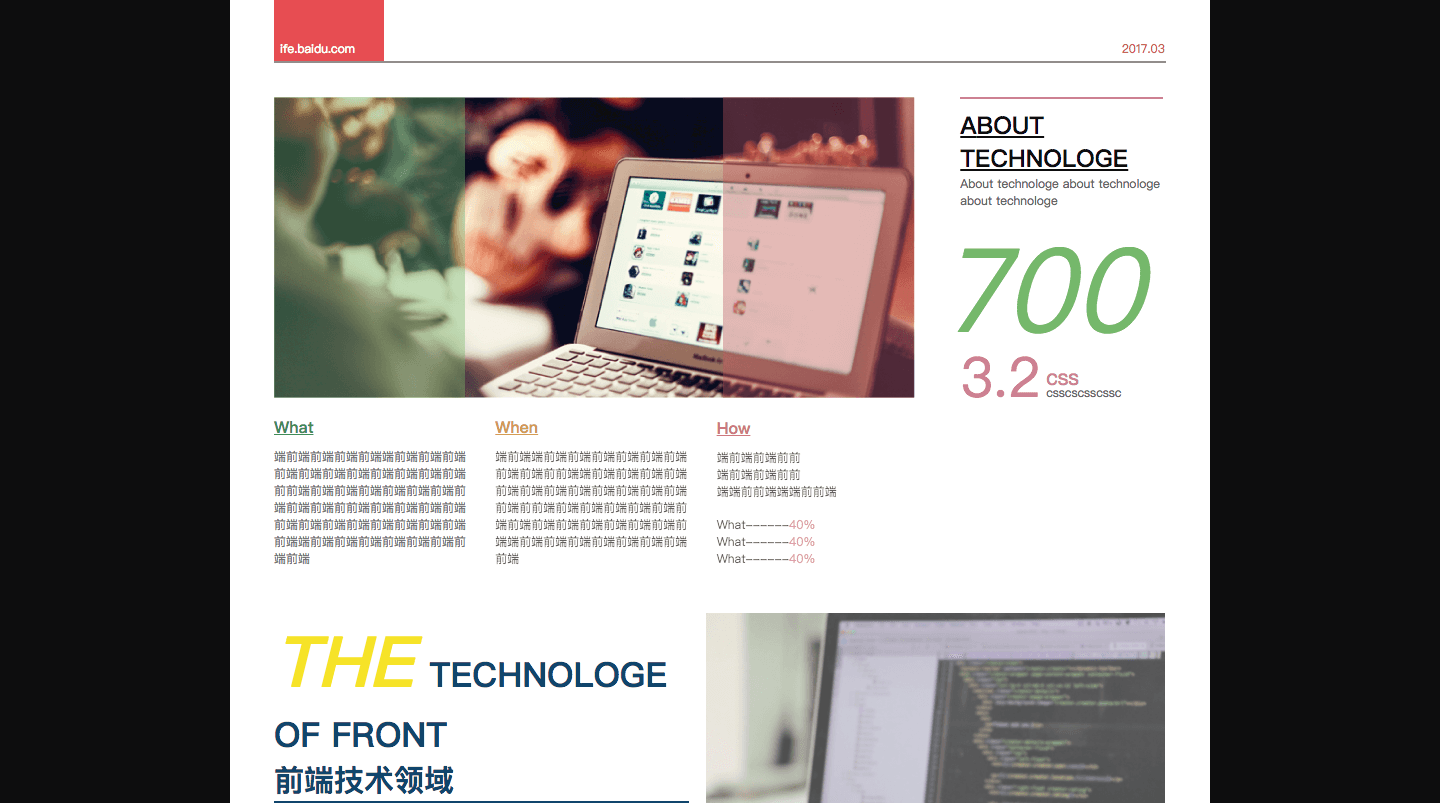 ife.baidu.com
2017.03
ABOUT
TECHNOLOGE
About technologe about technologe
about technologe
700
3.2 CSS
csscscsscssc
What
端前端前端前端前端端前端前端前端
前端前端前端前端前端前端前端前端
前前端前端前端前端前端前端前端前
端前端前端前端前端端前端前端前端
前端前端前端前端前端前端前端前端
前端端前端前端前端前端前端前端前
端前端
When
端前端端前端前端前端前端前端前端
前端前端前前端前端前端前端前端端
前端前端前端前端前端前端前端前端
前端前前端前端前端前端前端前端前
端前端前端前端前端前端前端前端前
端端前端前端前端前端前端前端前端
前端
How
端前端前端前前
端前端前端前前
端端前前端端端前前端
What------40%
What------40%
What------40%
THE TECHNOLOGE
OF FRONT
前端技术领域